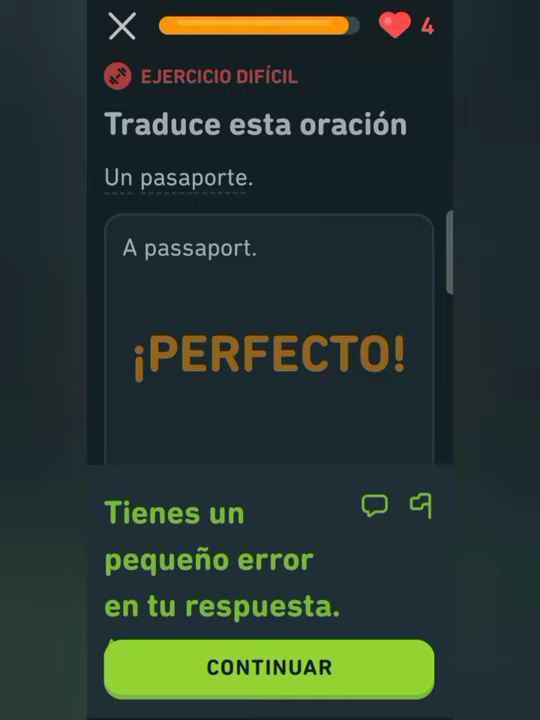 4
EJERCICIO DIFÍCIL
Traduce esta oración
Un pasaporte.
A passaport.
¡PERFECTO!
Tienes un
pequeño error
en tu respuesta.
CONTINUAR